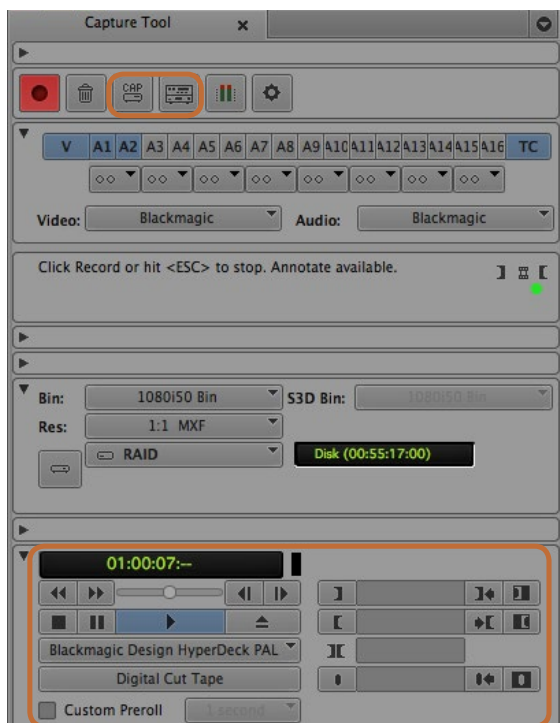 Capture Tool x
CAP
V A1 A2 A3 A4 A5 A6 A7 A8 A9 A10 A11 A12 A13 A14 A15 A16 TC
Video: Blackmagic Audio: Blackmagic
Click Record or hit <ESC> to stop. Annotate available.
Bin: 1080i50 Bin S3D Bin: 1080i50 Bin
Res: 1:1 MXF
RAID Disk (00:55:17:00)
01:00:07:--
Blackmagic Design HyperDeck PAL
Digital Cut Tape
Custom Preroll 1 second